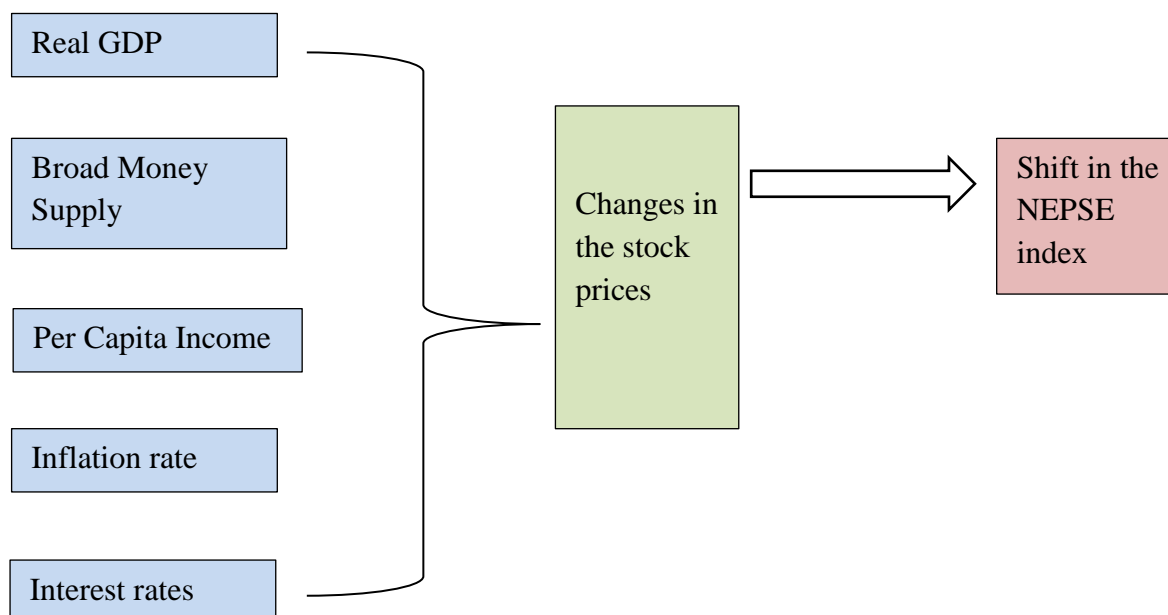 Real GDP
Broad Money
Supply
Per Capita Income
Inflation rate
Interest rates
Changes in
the stock
prices
Shift in the
NEPSE
index